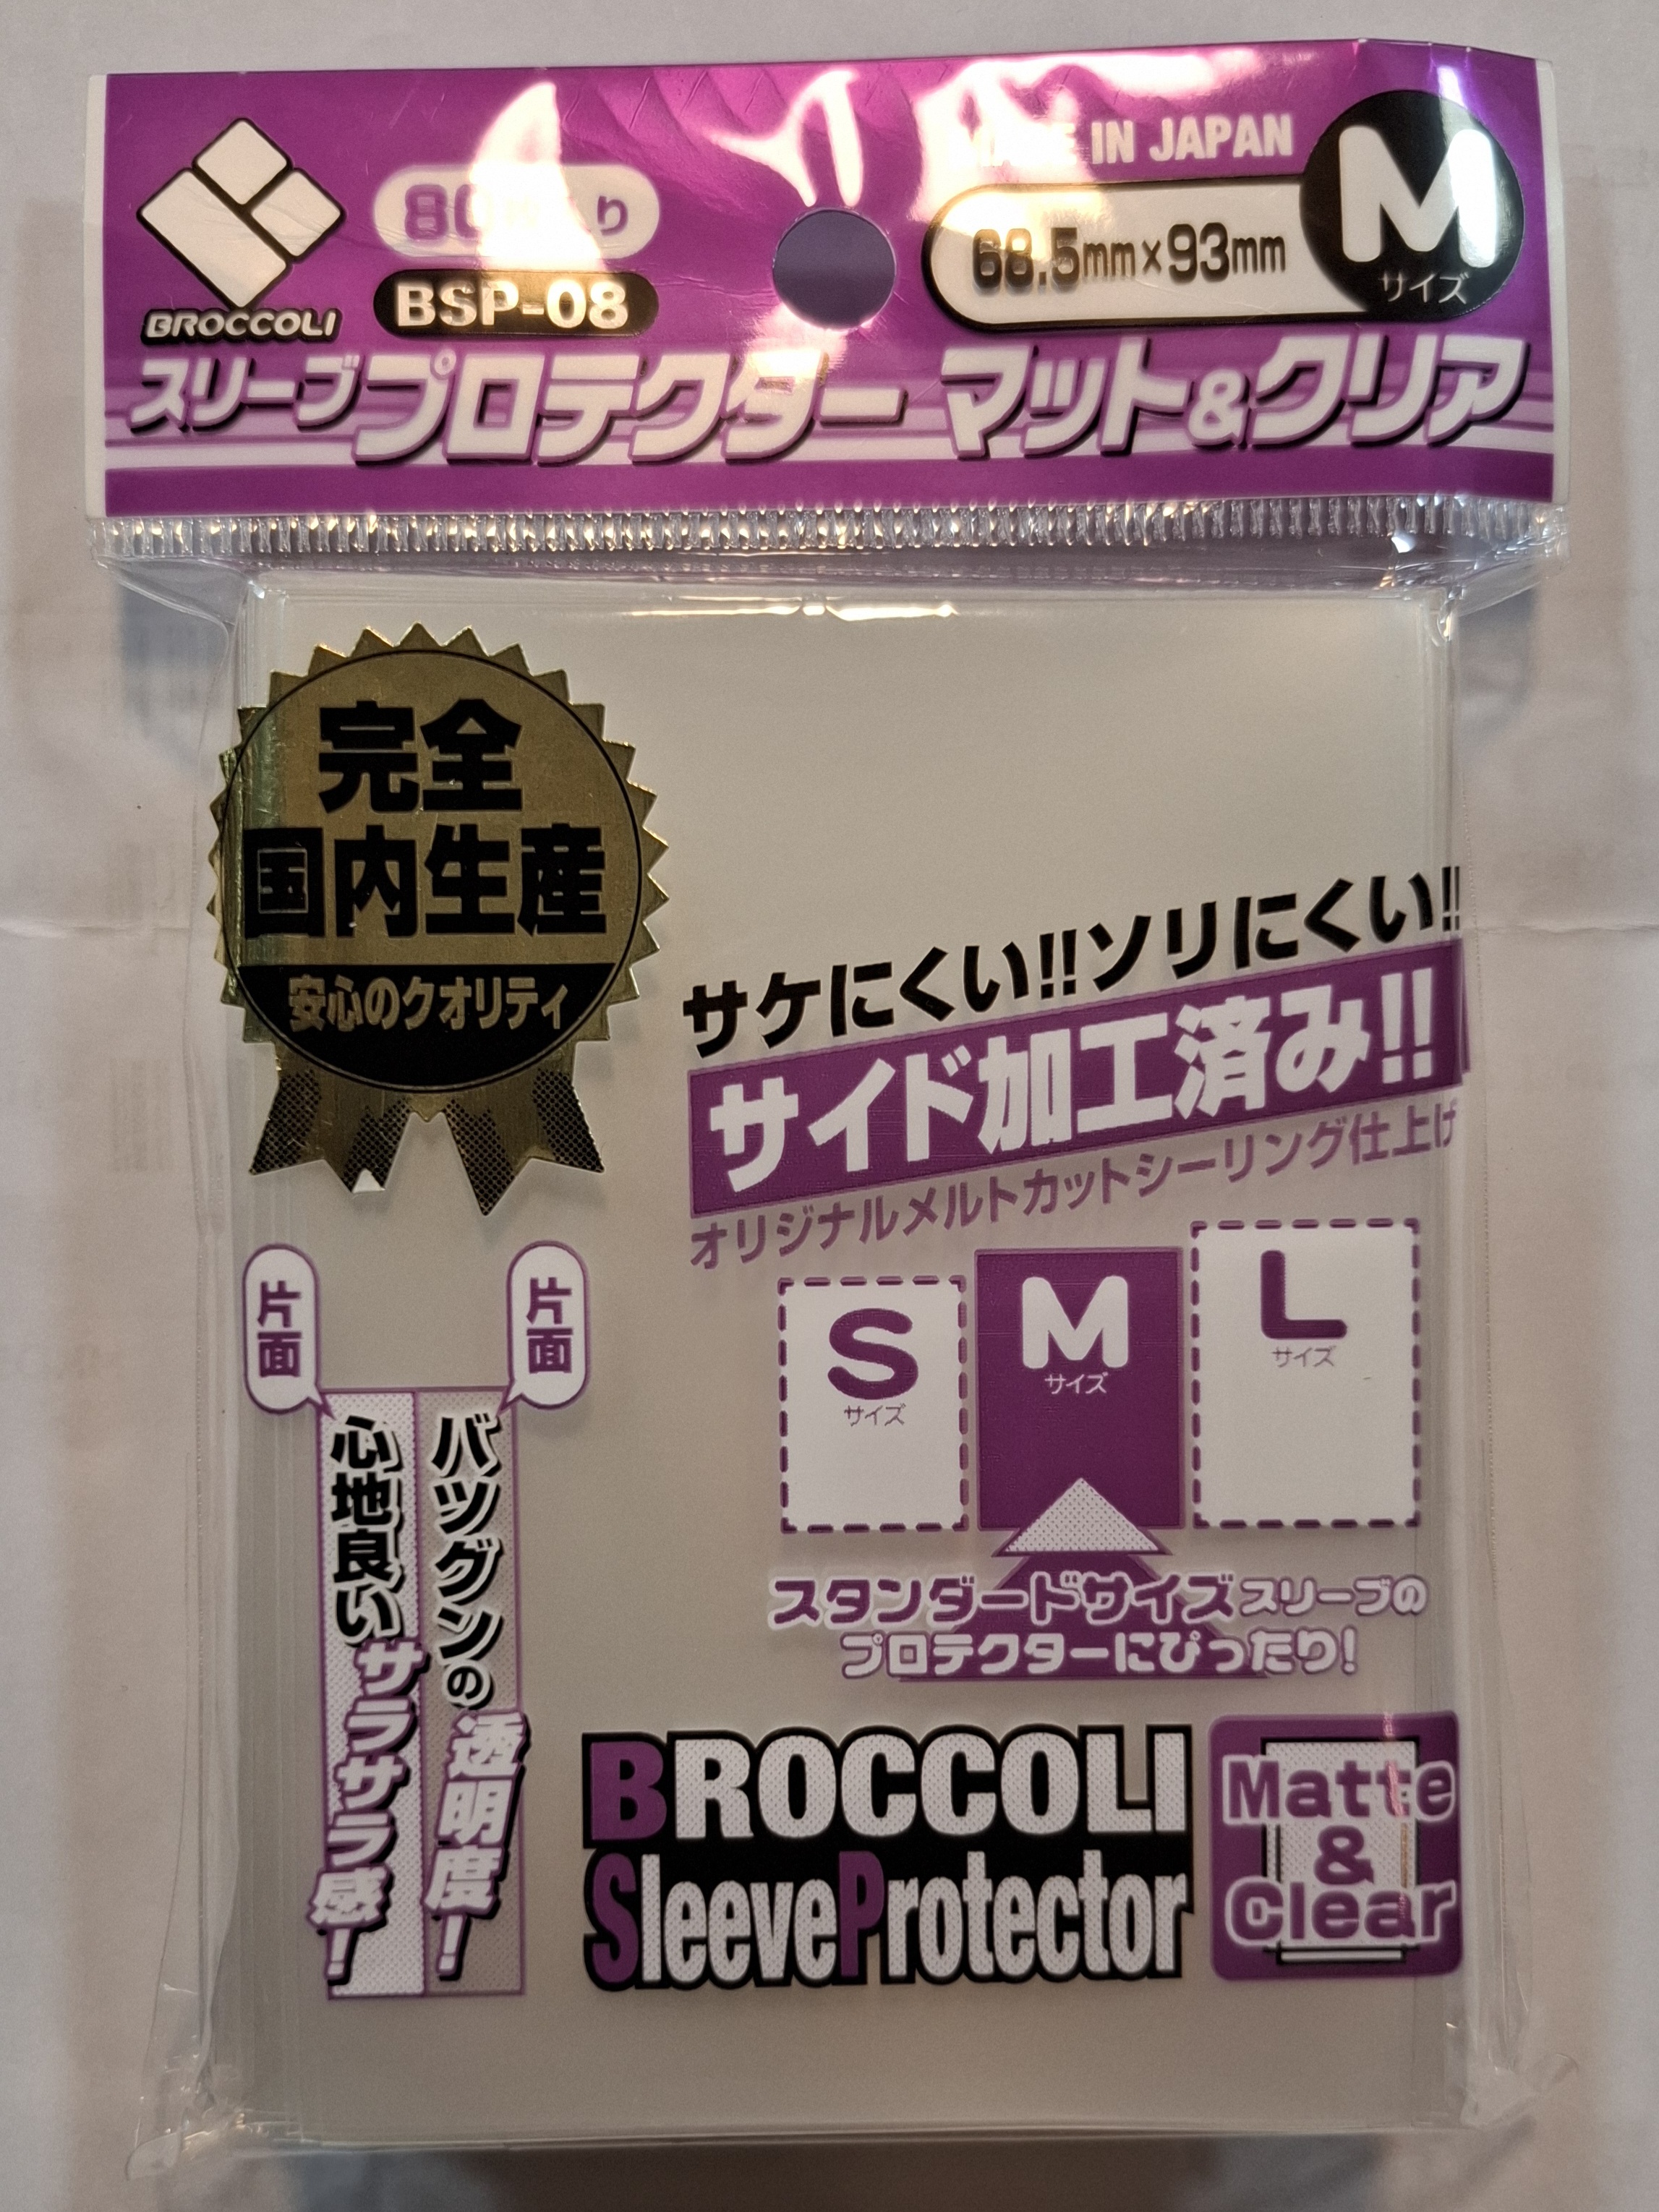 BROCCOLI
80枚入り
BSP-08
MADE IN JAPAN
68.5mm×93mm
M
サイズ
スリーブプロテクター マット&クリア
完全
国内生産
安心のクオリティ
サケにくい!!ソリにくい!!
サイド加工済み!!
オリジナルメルトカットシーリング仕上げ
S
サイズ
M
サイズ
L
サイズ
スタンダードサイズスリーブの
プロテクターにぴったり!
片面
バツグンの透明度!
片面
心地良いサラサラ感!
BROCCOLI
SleeveProtector
Matte
&
Clear